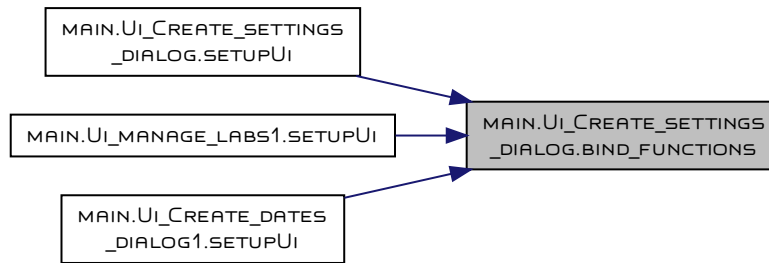 main.Ui_Create_settings
_dialog.setupUi
main.Ui_manage_labs1.setupUi
main.Ui_Create_dates
_dialog1.setupUi
main.Ui_Create_settings
_dialog.bind_functions